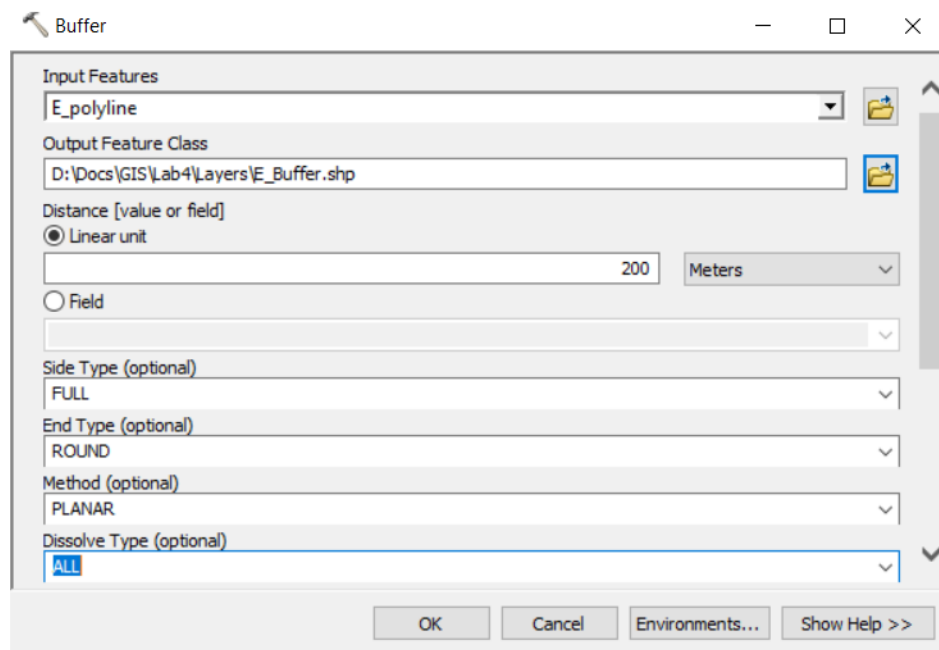 Buffer
Input Features
E_polyline
Output Feature Class
D:\Docs\GIS\Lab4\Layers\E_Buffer.shp
Distance [value or field]
Linear unit
200 Meters
Field
Side Type (optional)
FULL
End Type (optional)
ROUND
Method (optional)
PLANAR
Dissolve Type (optional)
ALL
OK Cancel Environments... Show Help >>